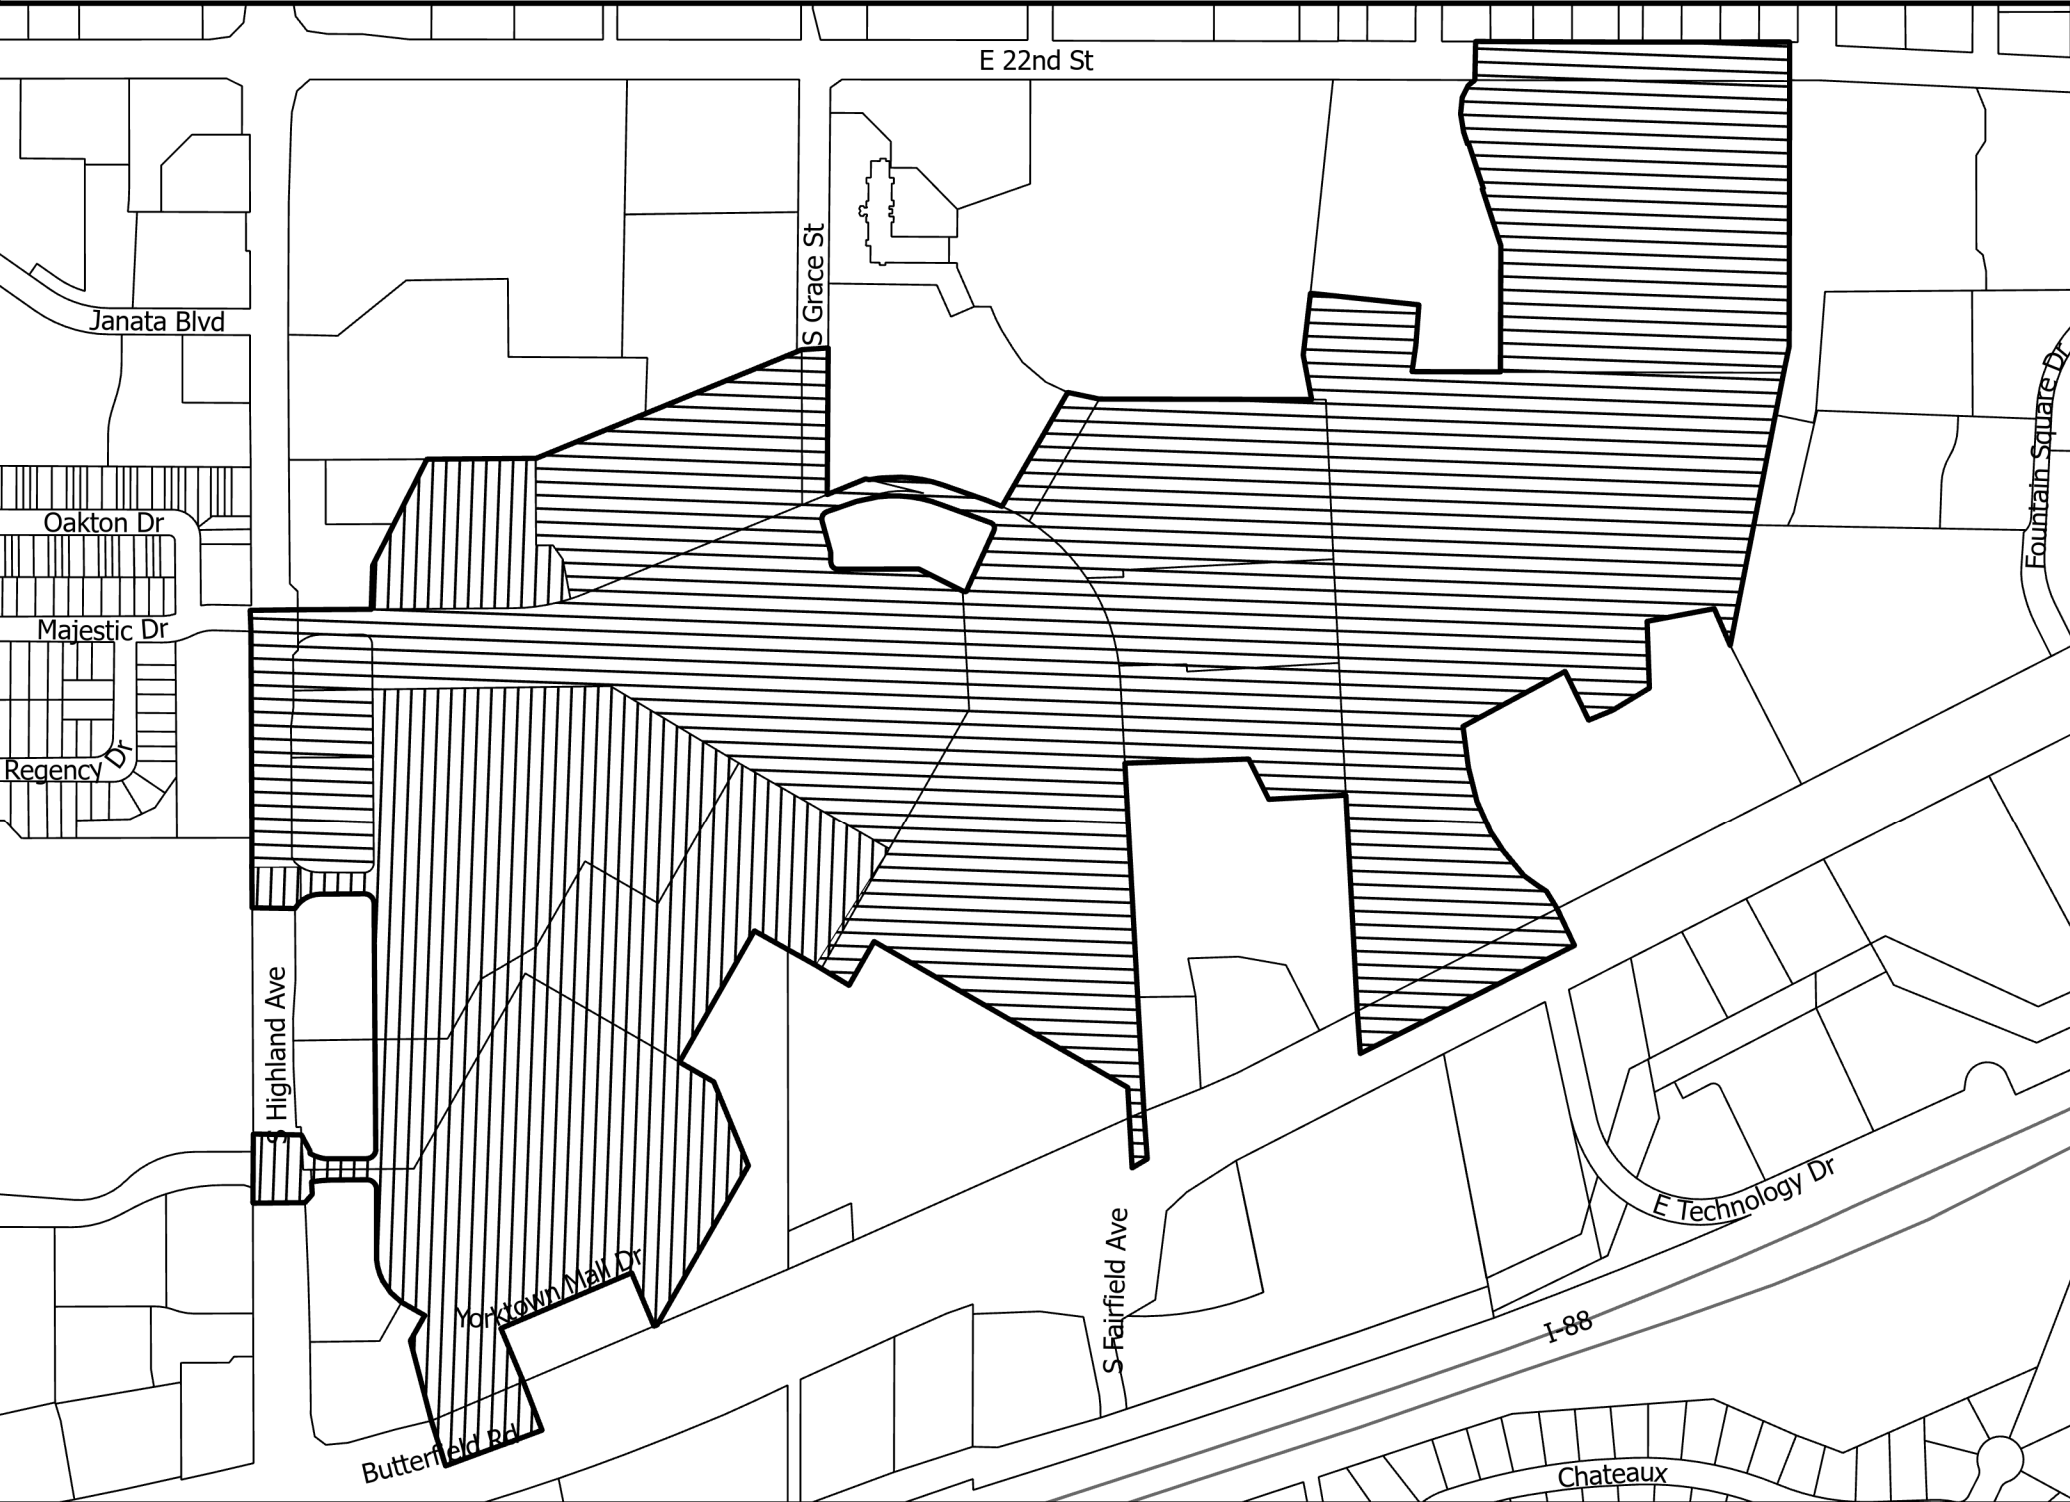 E 22nd St
S Grace St
Janata Blvd
Fountain Square Dr
Oakton Dr
Majestic Dr
Regency Dr
S Highland Ave
E Technology Dr
Yorktown Mall Dr
S Fairfield Ave
I-88
Butterfield Rd
Chateaux